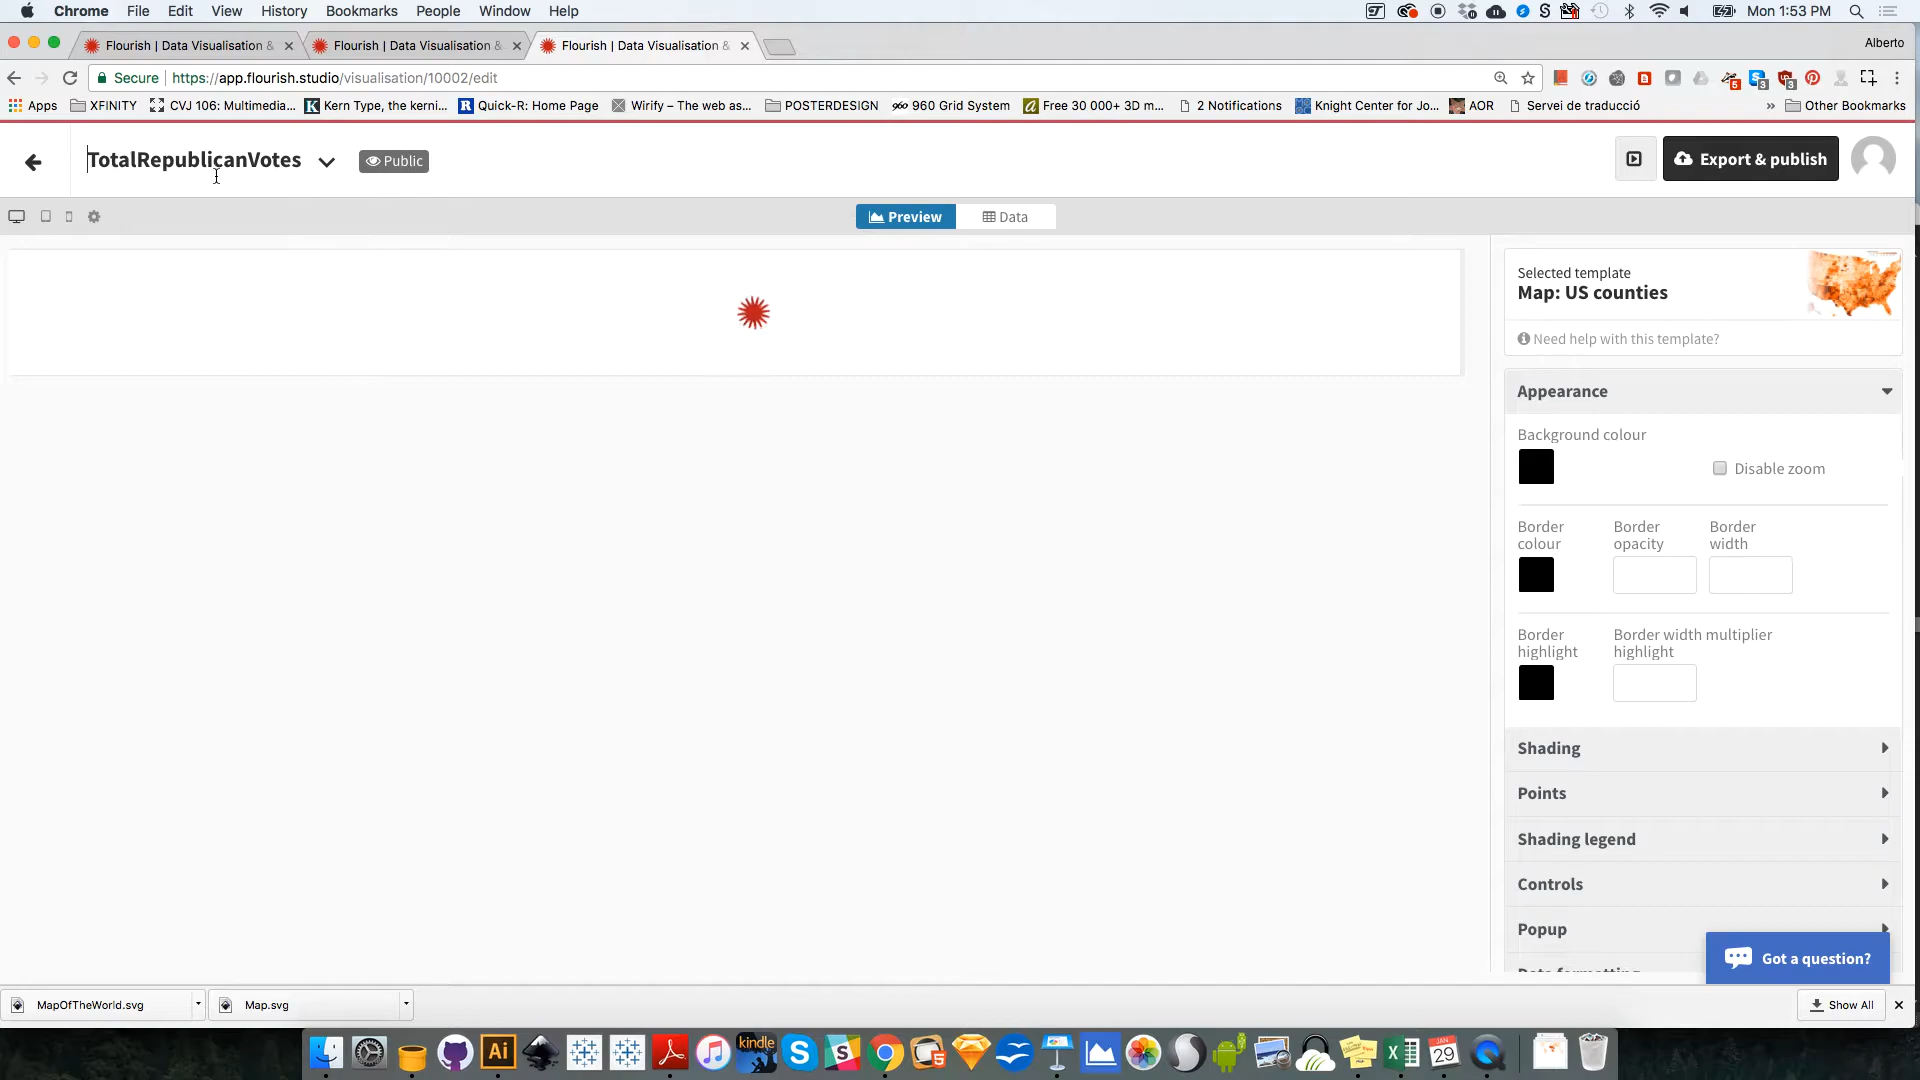 Chrome File Edit View History Bookmarks People Window Help Mon 1:53 PM
Flourish | Data Visualisation & Flourish | Data Visualisation & Flourish | Data Visualisation & Alberto
Secure https://app.flourish.studio/visualisation/10002/edit
Apps XFINITY CVJ 106: Multimedia... Kern Type, the kerni... Quick-R: Home Page Wirify – The web as... POSTERDESIGN 960 Grid System Free 30 000+ 3D m... 2 Notifications Knight Center for Jo... AOR Servei de traducció » Other Bookmarks
TotalRepublicanVotes Public Export & publish
Preview Data
Selected template
Map: US counties
Need help with this template?
Appearance
Background colour
Disable zoom
Border colour
Border opacity
Border width
Border highlight
Border width multiplier highlight
Shading
Points
Shading legend
Controls
Popup
Got a question?
MapOfTheWorld.svg Map.svg Show All
kindle
JAN
29